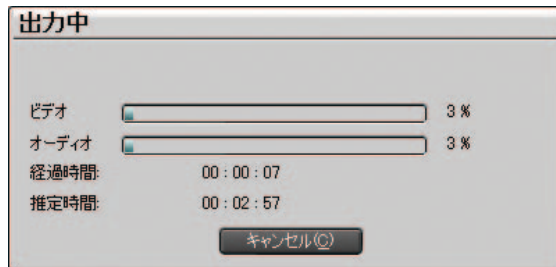 出力中
ビデオ 3 %
オーディオ 3 %
経過時間: 00 : 00 : 07
推定時間: 00 : 02 : 57
キャンセル(C)